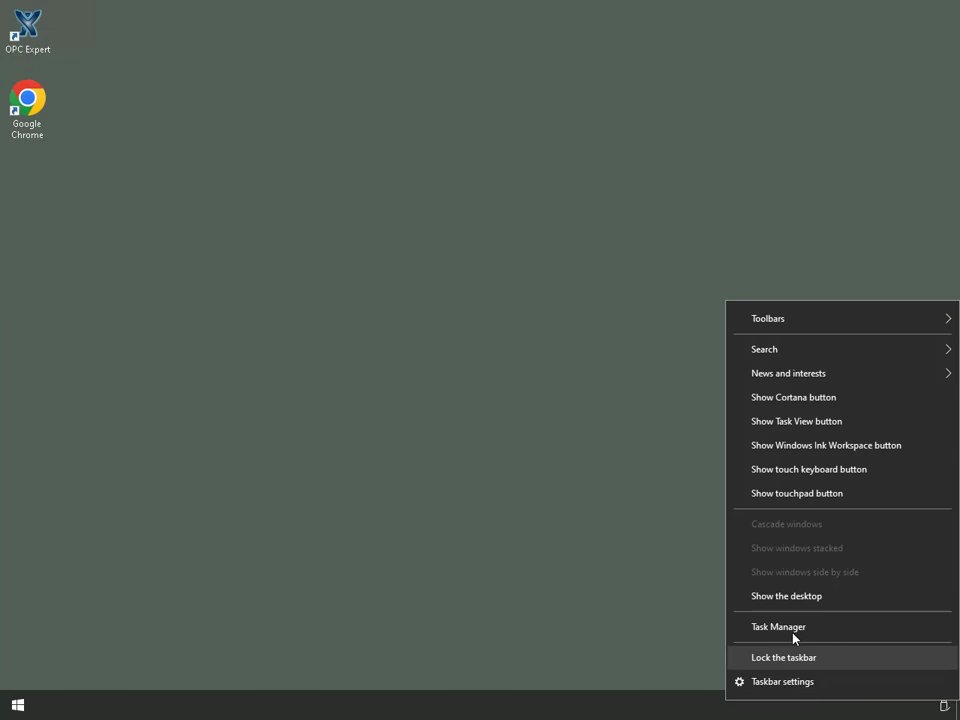 OPC Expert
Google
Chrome
Toolbars
Search
News and interests
Show Cortana button
Show Task View button
Show Windows Ink Workspace button
Show touch keyboard button
Show touchpad button
Cascade windows
Show windows stacked
Show windows side by side
Show the desktop
Task Manager
Lock the taskbar
Taskbar settings